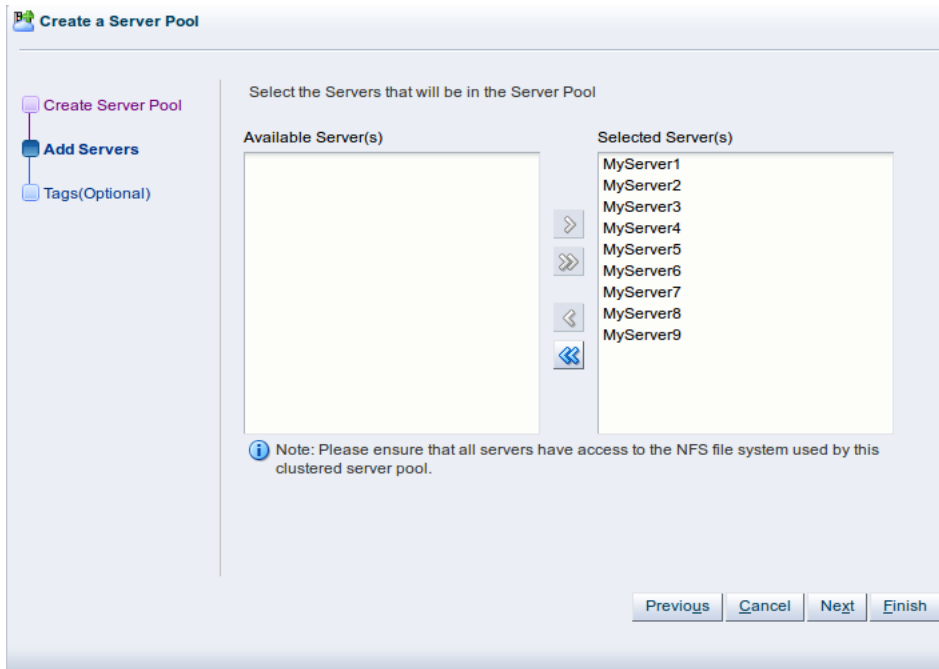 Create a Server Pool
Create Server Pool
Add Servers
Tags(Optional)
Select the Servers that will be in the Server Pool
Available Server(s)
Selected Server(s)
MyServer1
MyServer2
MyServer3
MyServer4
MyServer5
MyServer6
MyServer7
MyServer8
MyServer9
Note: Please ensure that all servers have access to the NFS file system used by this
clustered server pool.
Previous Cancel Next Finish